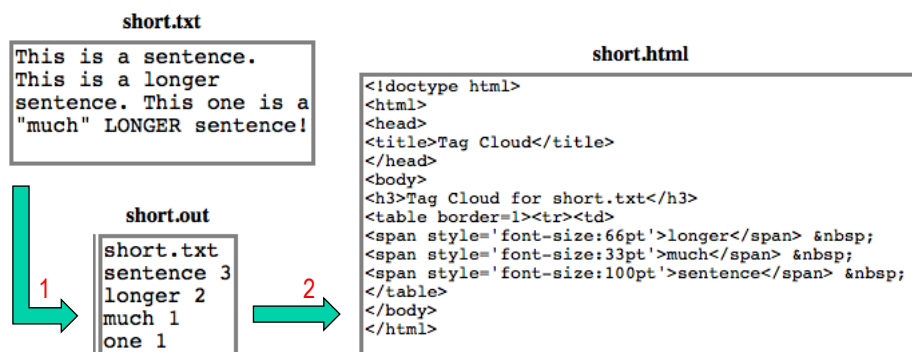 short.txt
This is a sentence.
This is a longer
sentence. This one is a
"much" LONGER sentence!
short.html
<!doctype html>
<html>
<head>
<title>Tag Cloud</title>
</head>
<body>
<h3>Tag Cloud for short.txt</h3>
<table border=1><tr><td>
<span style='font-size:66pt'>longer</span> &nbsp;
<span style='font-size:33pt'>much</span> &nbsp;
<span style='font-size:100pt'>sentence</span> &nbsp;
</table>
</body>
</html>
1
short.out
short.txt
sentence 3
longer 2
much 1
one 1
2